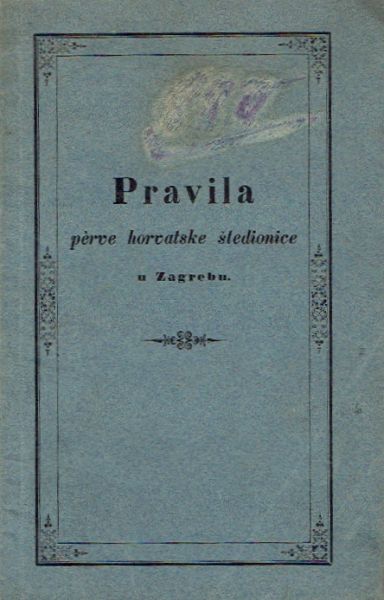 Pravila
pèrve horvatske štedionice
u Zagrebu.